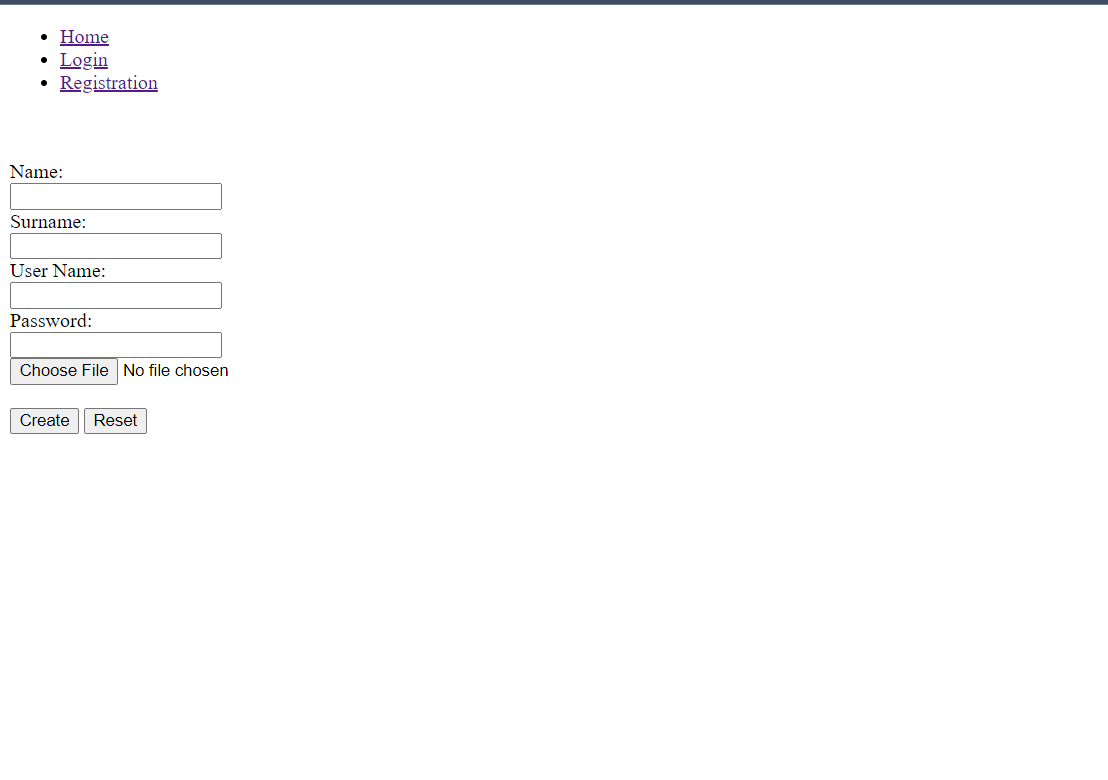 Home
Login
Registration
Name:
Surname:
User Name:
Password:
Choose File No file chosen
Create Reset